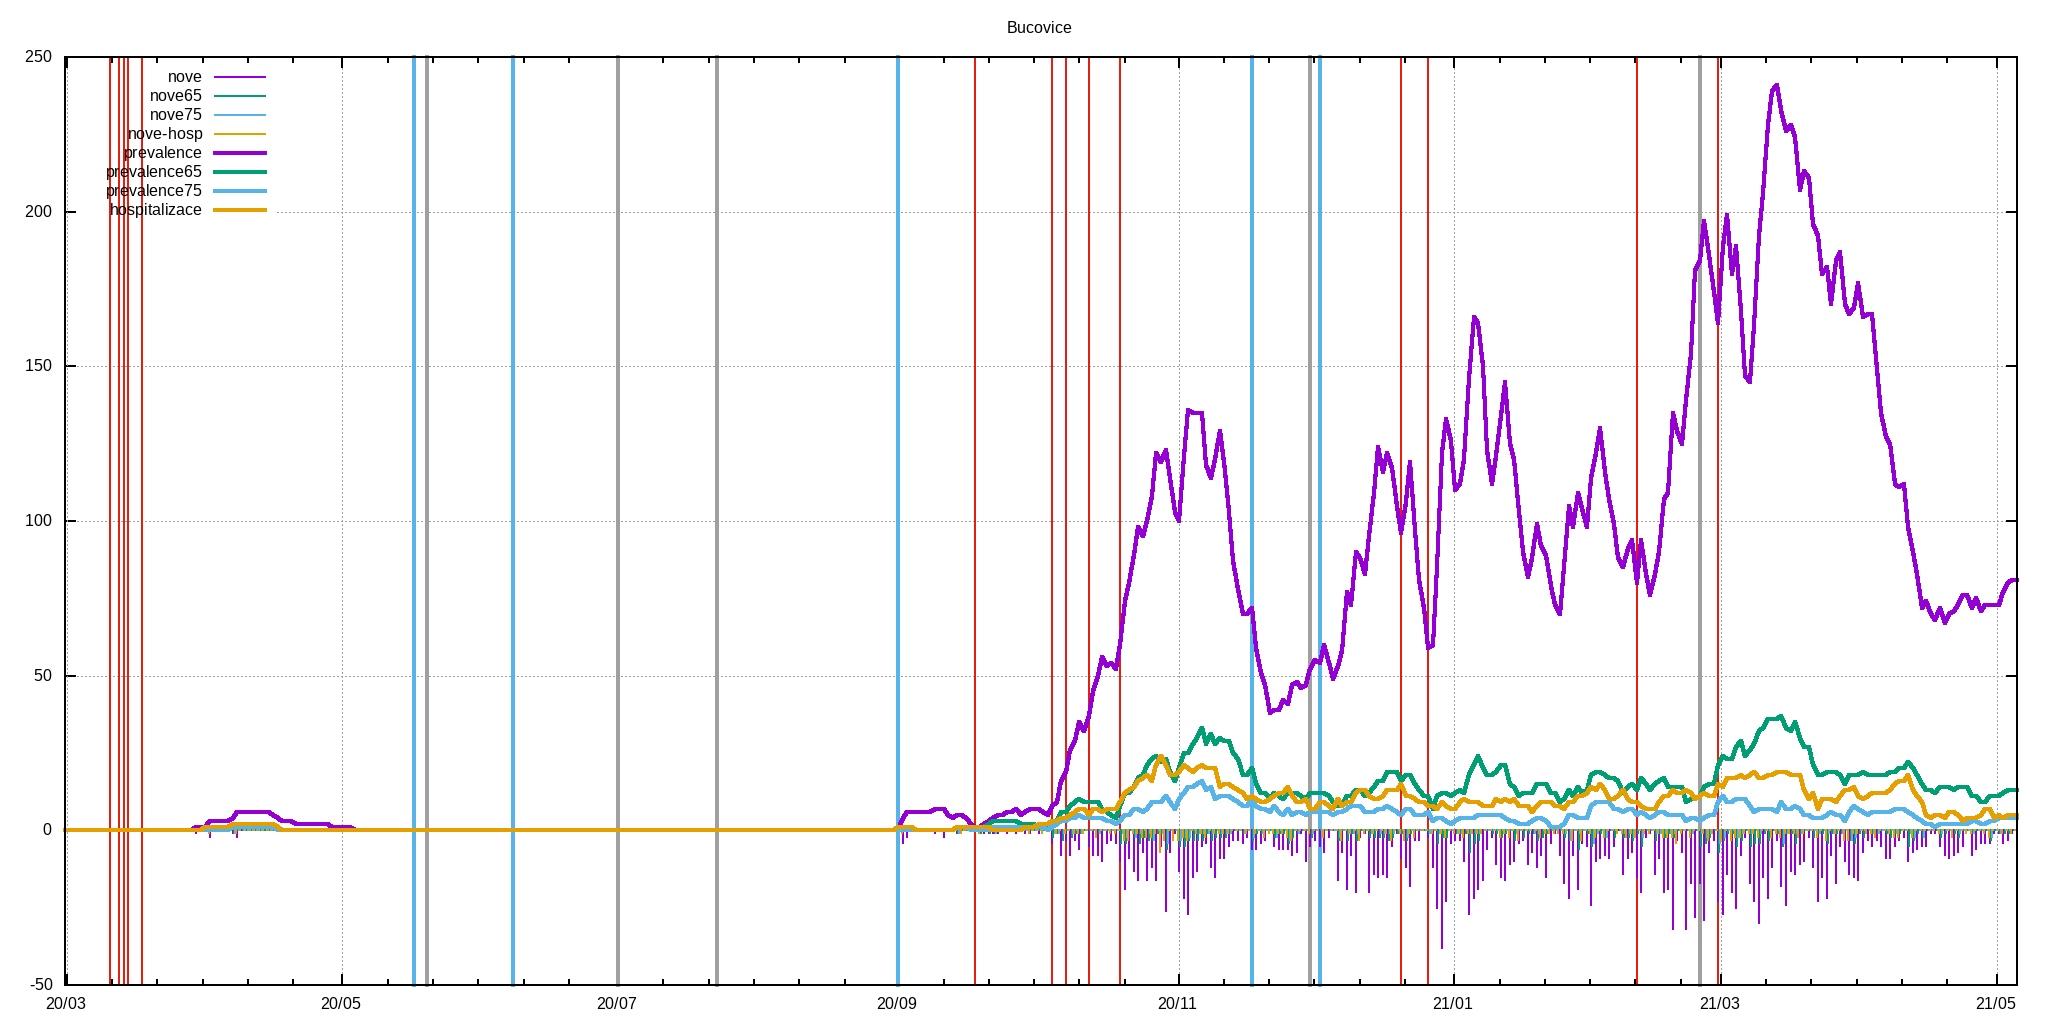 Bucovice
250
nove
nove65
nove75
nove-hosp
prevalence
prevalence65
prevalence75
hospitalizace
200
150
100
50
0
-50
20/03 20/05 20/07 20/09 20/11 21/01 21/03 21/05